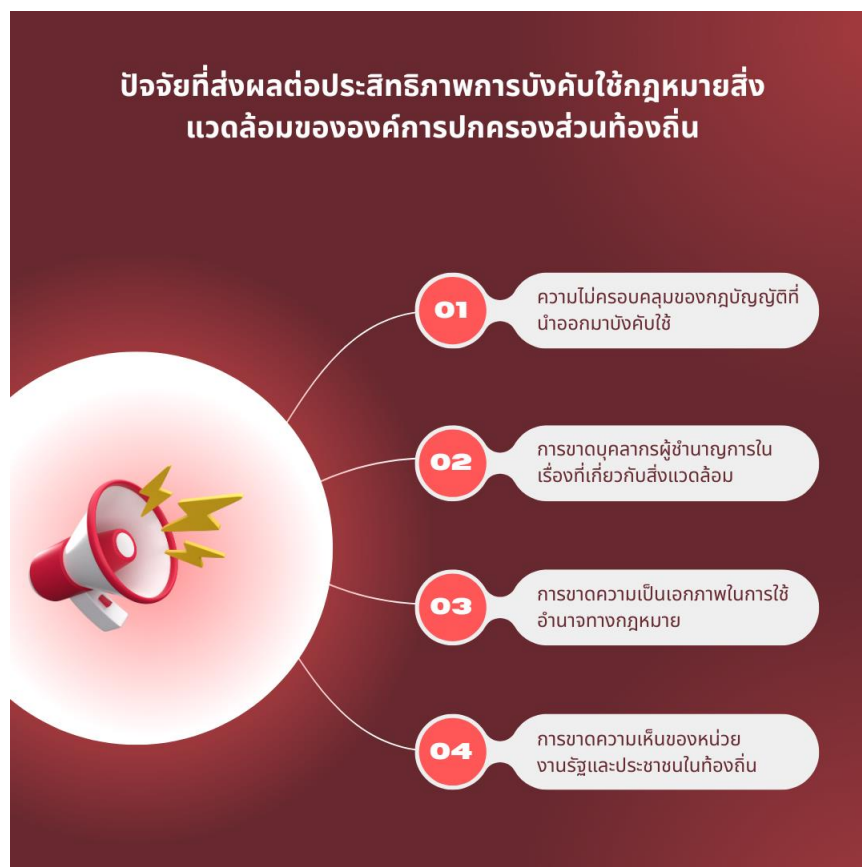 ปัจจัยที่ส่งผลต่อประสิทธิภาพการบังคับใช้กฎหมายสิ่ง
แวดล้อมขององค์การปกครองส่วนท้องถิ่น
01
ความไม่ครอบคลุมของกฎบัญญัติที่
นำออกมาบังคับใช้
02
การขาดบุคลากรผู้ชำนาญการใน
เรื่องที่เกี่ยวกับสิ่งแวดล้อม
03
การขาดความเป็นเอกภาพในการใช้
อำนาจทางกฎหมาย
04
การขาดความเห็นของหน่วย
งานรัฐและประชาชนในท้องถิ่น